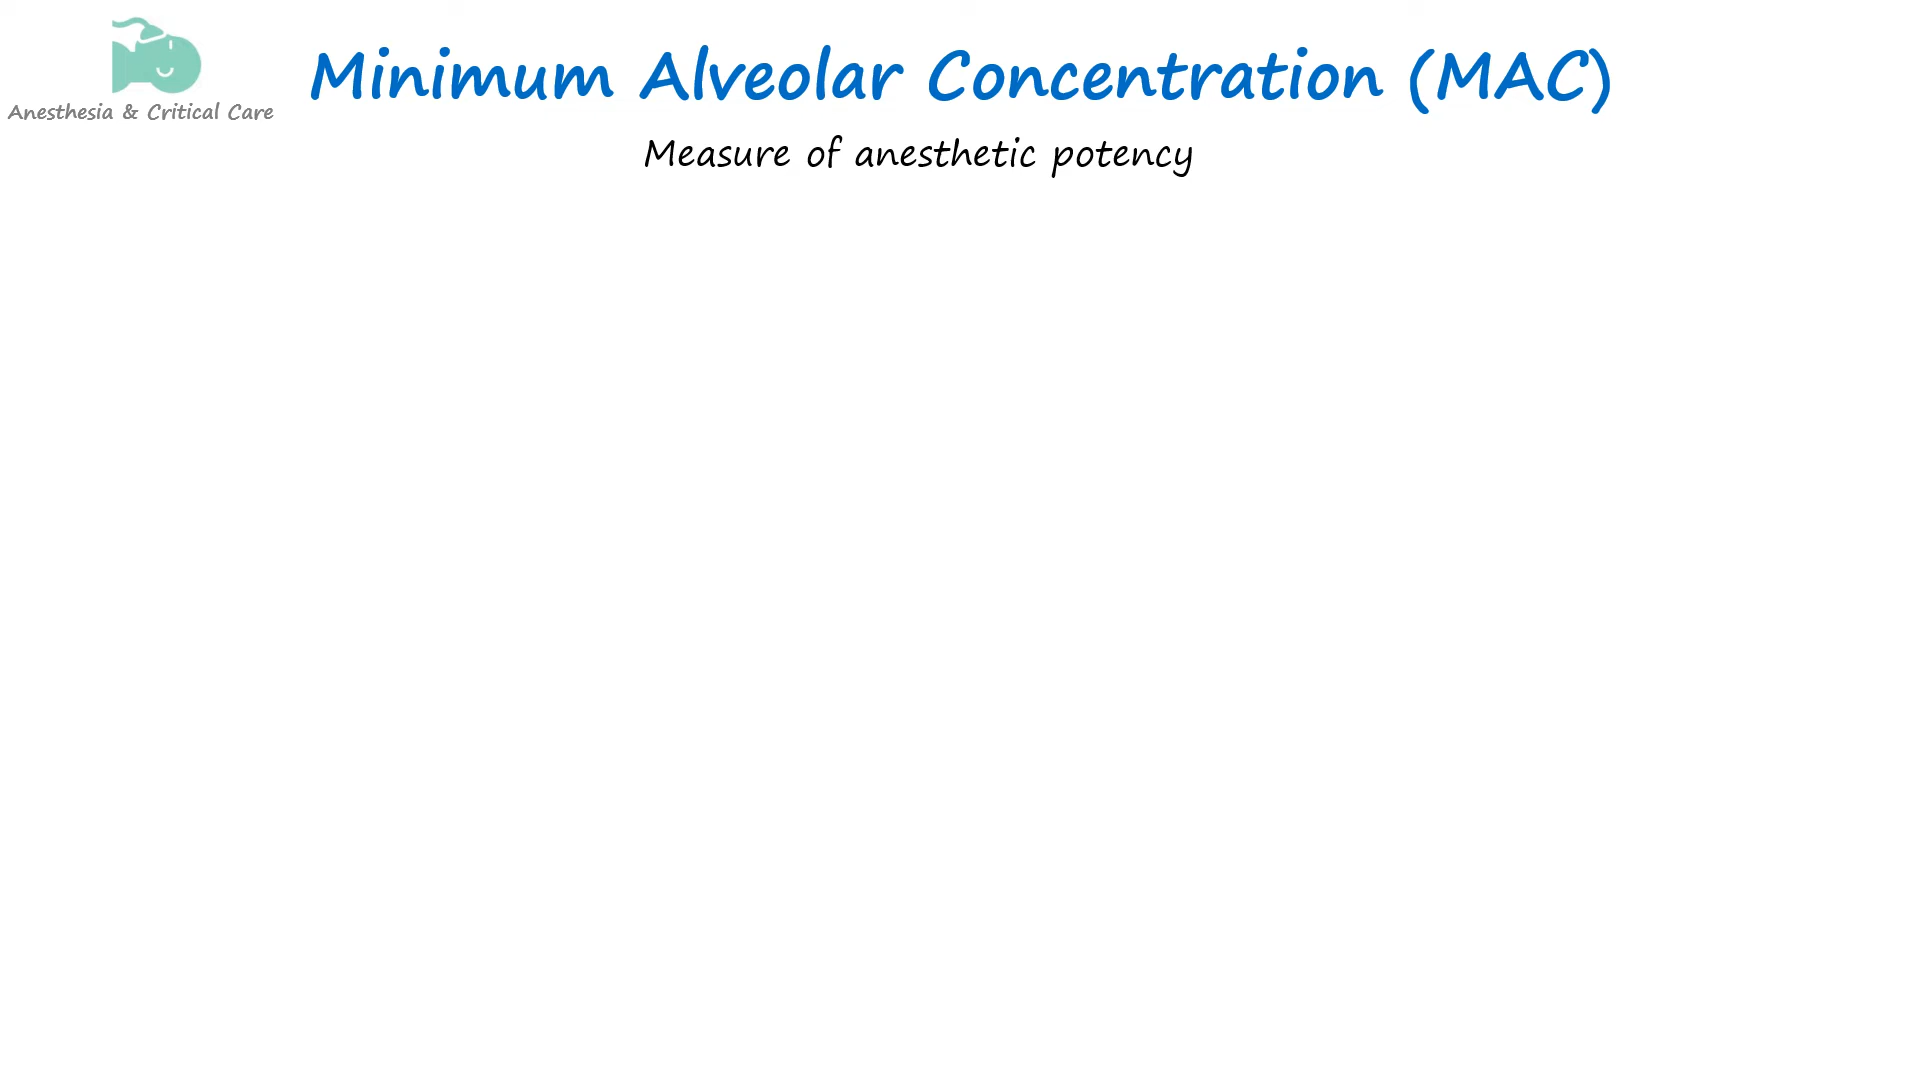 Minimum Alveolar Concentration (MAC)
Anesthesia & Critical Care
Measure of anesthetic potency